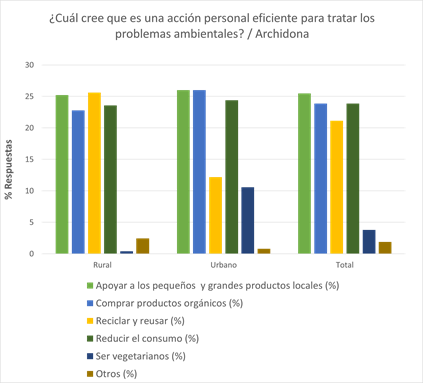 ¿Cuál cree que es una acción personal eficiente para tratar los
problemas ambientales? / Archidona
% Respuestas
30
25
20
15
10
5
0
Rural
Urbano
Total
Apoyar a los pequeños y grandes productos locales (%)
Comprar productos orgánicos (%)
Reciclar y reusar (%)
Reducir el consumo (%)
Ser vegetarianos (%)
Otros (%)